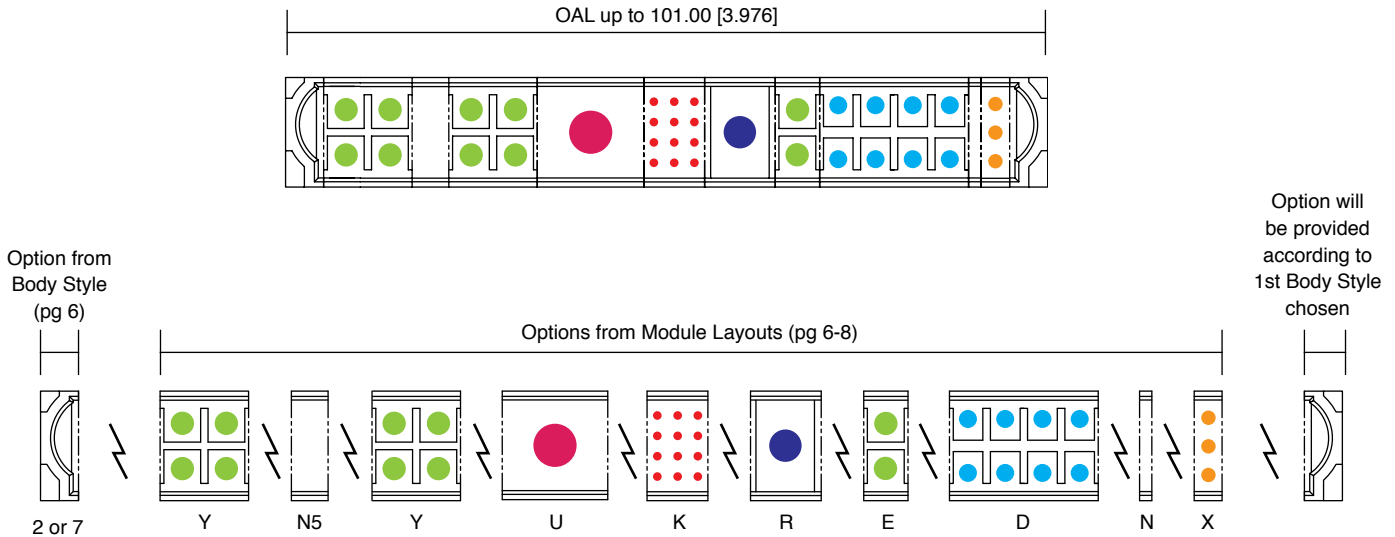 OAL up to 101.00 [3.976]
Option from
Body Style
(pg 6)
Options from Module Layouts (pg 6-8)
Option will
be provided
according to
1st Body Style
chosen
2 or 7
Y
N5
Y
U
K
R
E
D
N
X